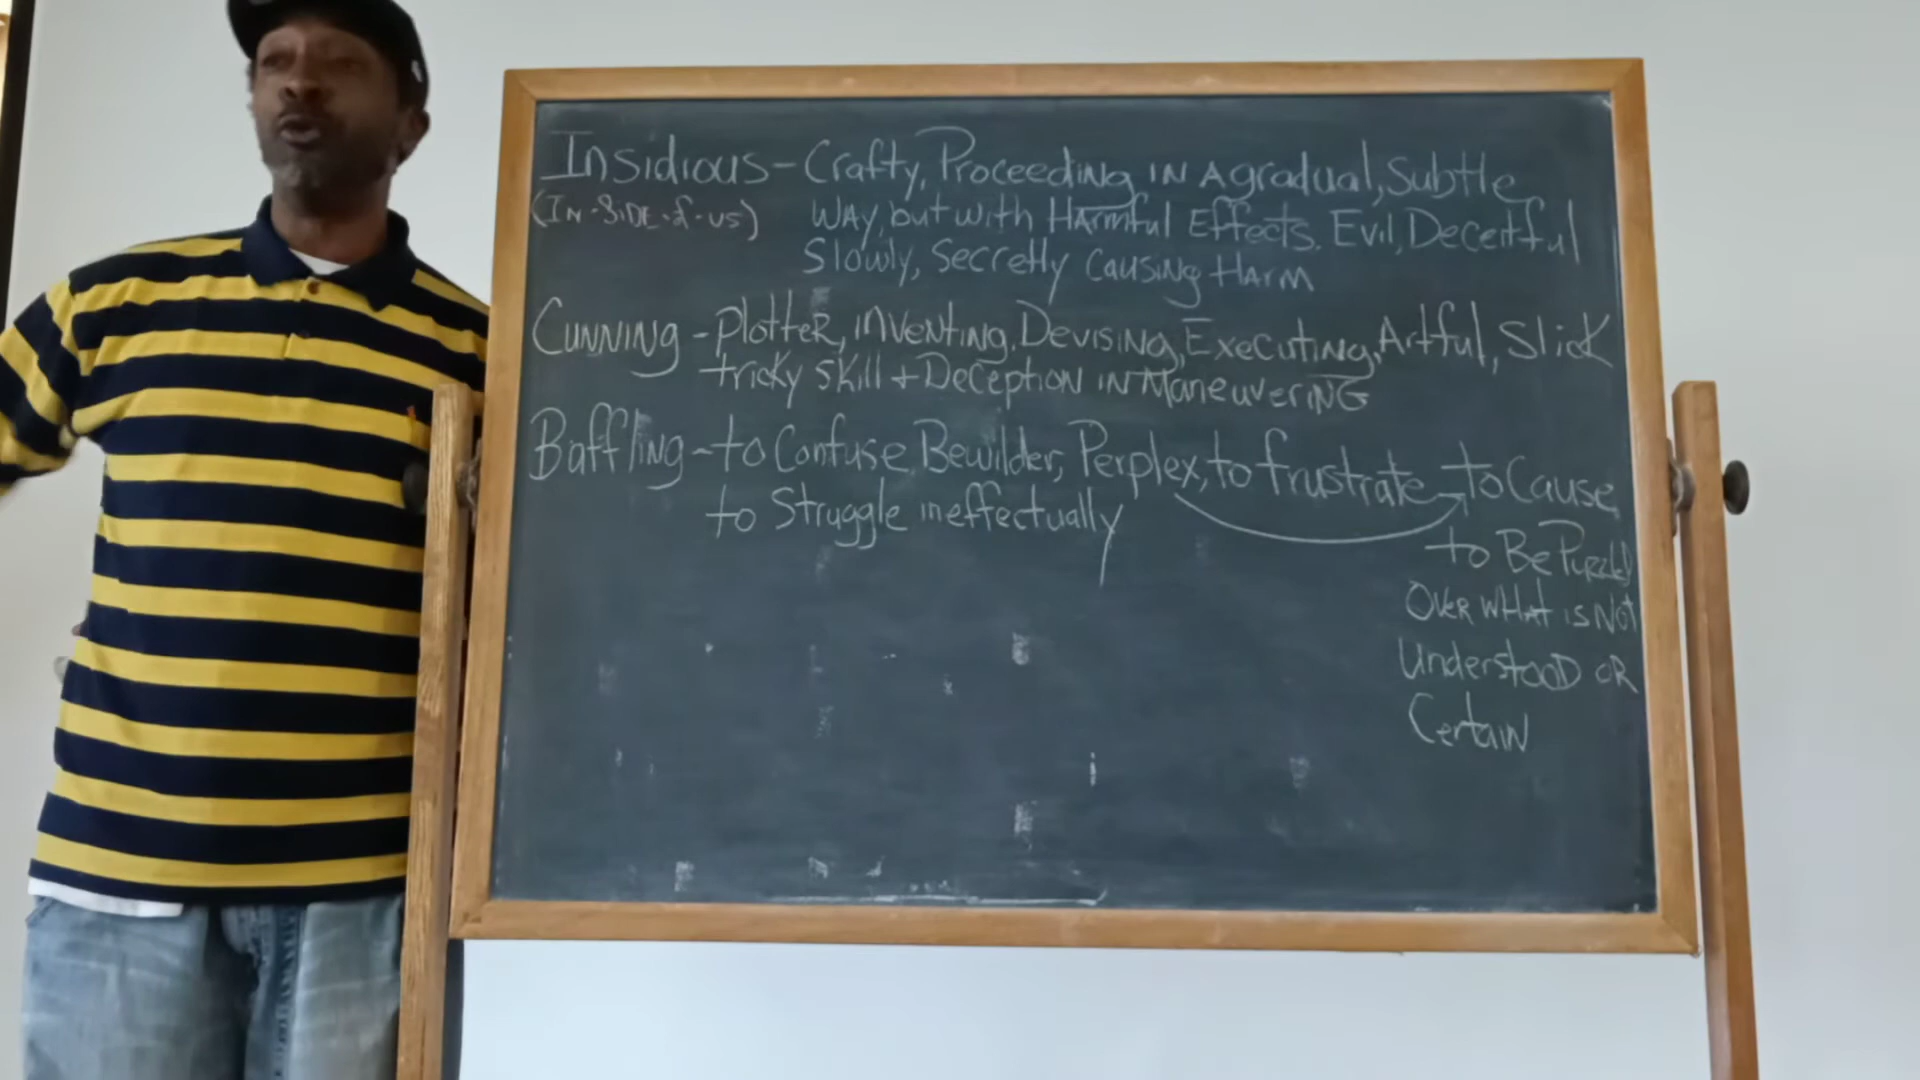 Insidious - Crafty, Proceeding IN A gradual, Subtle
(IN-SIDE-of-us) WAY, but with Harmful Effects. Evil, Deceitful
Slowly, Secretly Causing Harm
Cunning - Plotter, inventing, Devising, Executing, Artful, Slick
tricky skill + Deception in Maneuvering
Baffling - to Confuse, Bewilder, Perplex, to frustrate to Cause
to Struggle ineffectually
to Be Puzzled
Over what is Not
Understood or
Certain